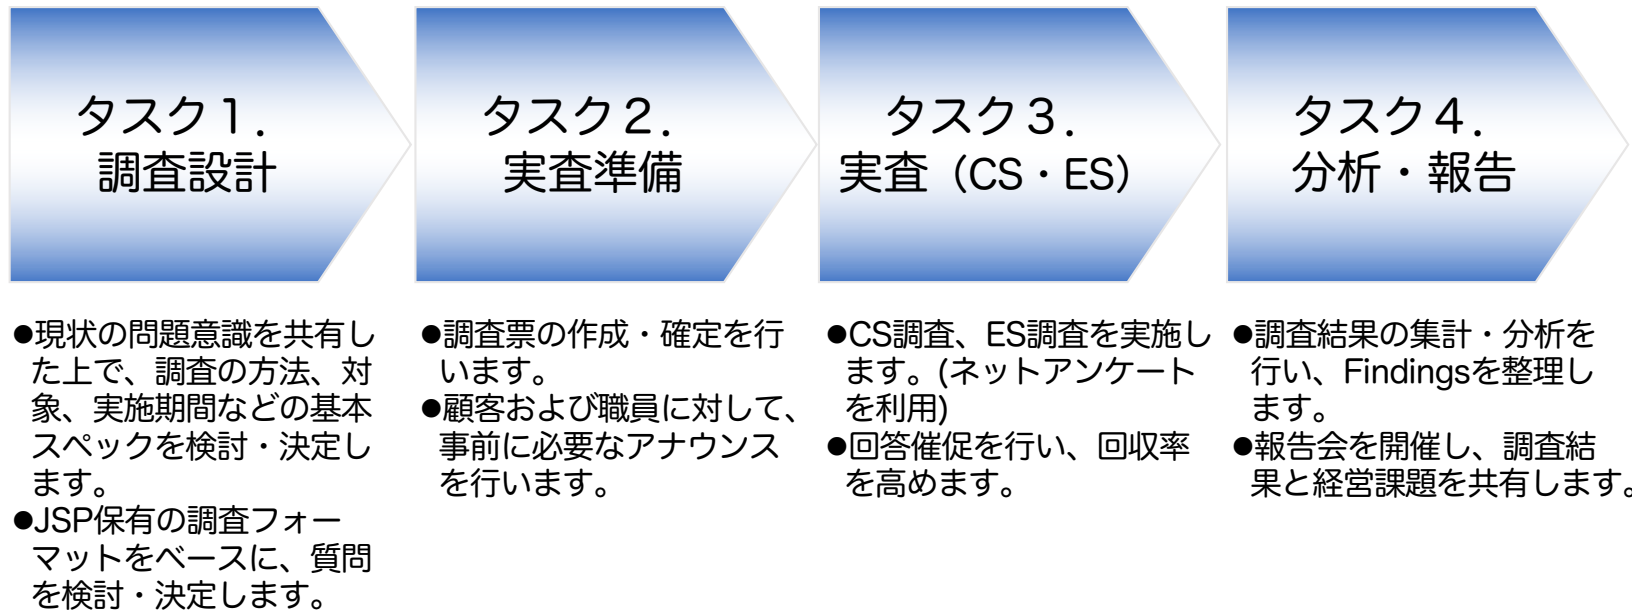 タスク１．
調査設計
タスク２．
実査準備
タスク３．
実査（CS・ES）
タスク４．
分析・報告
●現状の問題意識を共有し
た上で、調査の方法、対
象、実施期間などの基本
スペックを検討・決定し
ます。
●JSP保有の調査フォー
マットをベースに、質問
を検討・決定します。
●調査票の作成・確定を行
います。
●顧客および職員に対して、
事前に必要なアナウンス
を行います。
●CS調査、ES調査を実施し
ます。(ネットアンケート
を利用)
●回答催促を行い、回収率
を高めます。
●調査結果の集計・分析を
行い、Findingsを整理し
ます。
●報告会を開催し、調査結
果と経営課題を共有します。